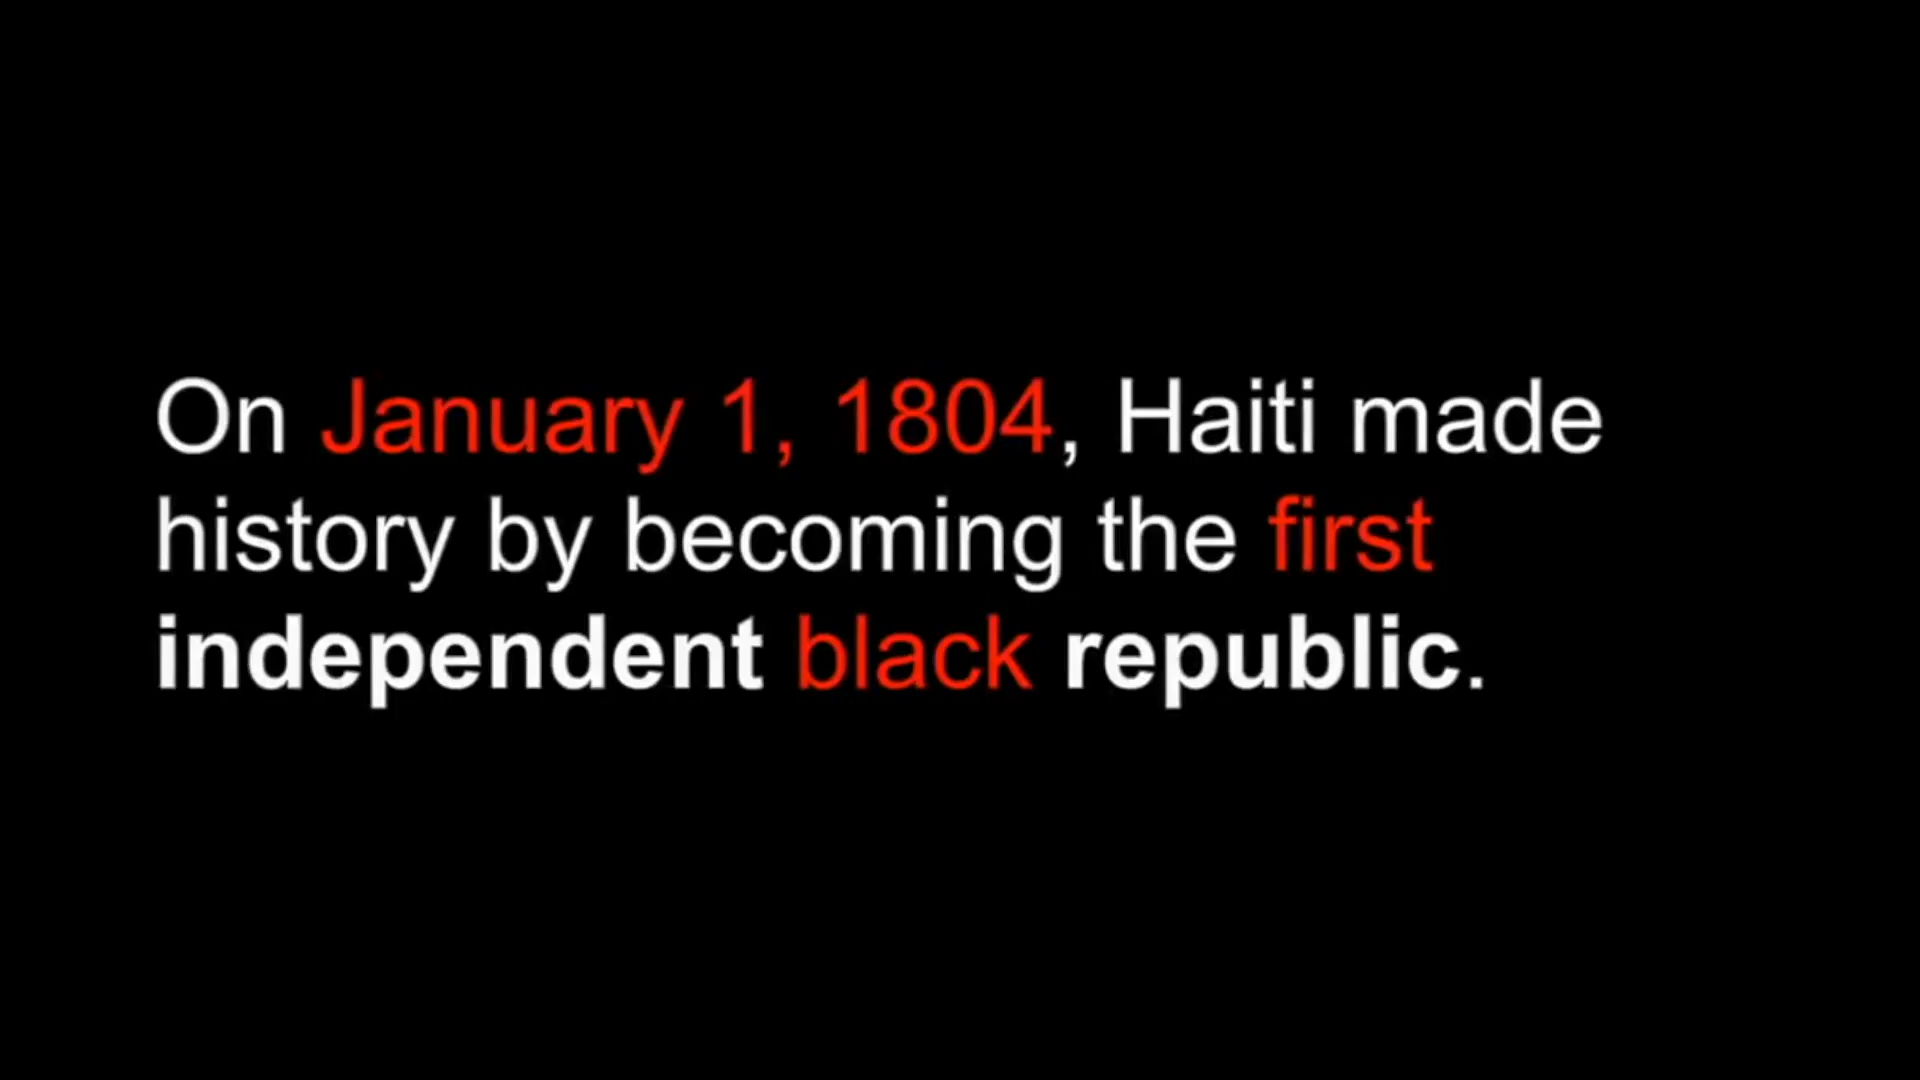 On January 1, 1804, Haiti made
history by becoming the first
independent black republic.